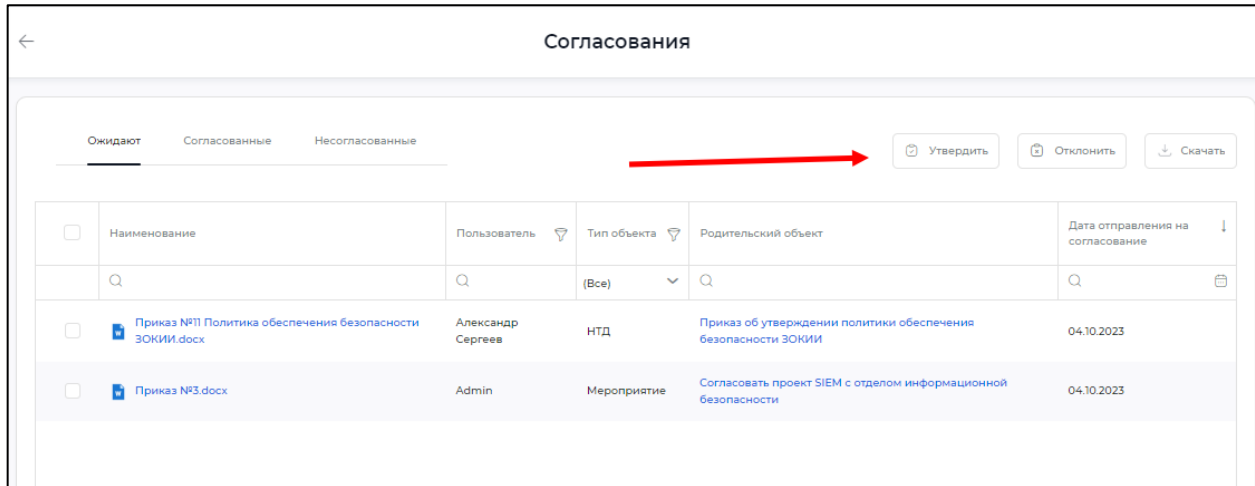 Согласования
Ожидают Согласованные Несогласованные
Утвердить Отклонить Скачать
Наименование Пользователь Тип объекта Родительский объект Дата отправления на
согласование
(Все)
Приказ №11 Политика обеспечения безопасности
ЗОКИИ.docx
Александр
Сергеев
НТД
Приказ об утверждении политики обеспечения
безопасности ЗОКИИ
04.10.2023
Приказ №3.docx
Admin
Мероприятие
Согласовать проект SIEM с отделом информационной
безопасности
04.10.2023